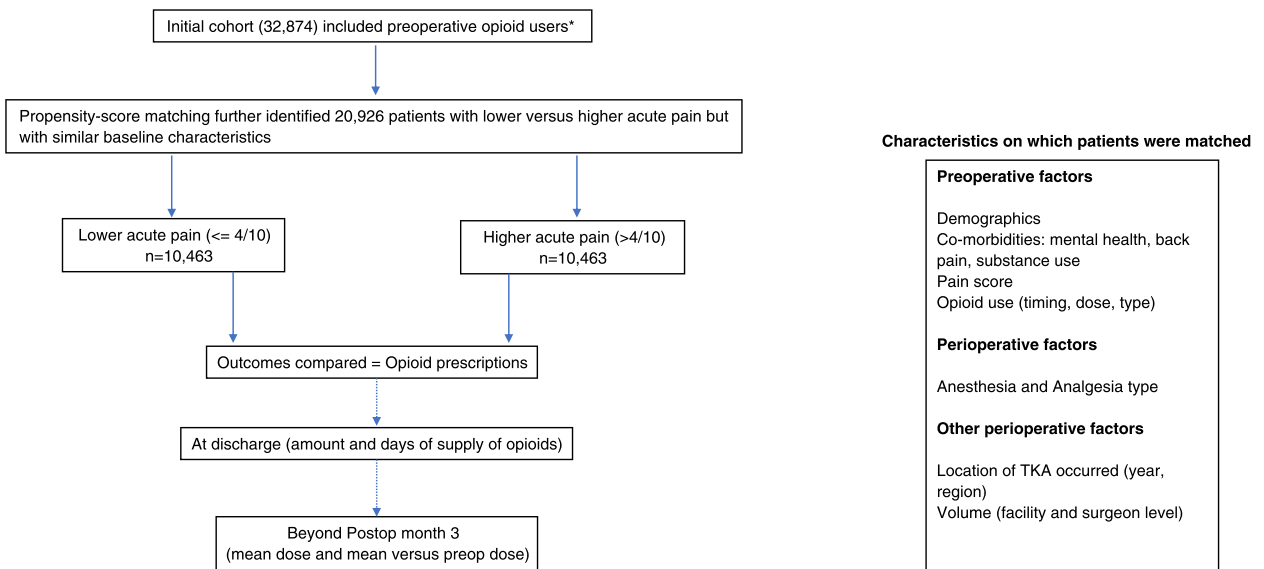 Initial cohort (32,874) included preoperative opioid users*
Propensity-score matching further identified 20,926 patients with lower versus higher acute pain but
with similar baseline characteristics
Lower acute pain (<= 4/10)
n=10,463
Higher acute pain (>4/10)
n=10,463
Outcomes compared = Opioid prescriptions
At discharge (amount and days of supply of opioids)
Beyond Postop month 3
(mean dose and mean versus preop dose)
Characteristics on which patients were matched
Preoperative factors
Demographics
Co-morbidities: mental health, back
pain, substance use
Pain score
Opioid use (timing, dose, type)
Perioperative factors
Anesthesia and Analgesia type
Other perioperative factors
Location of TKA occurred (year,
region)
Volume (facility and surgeon level)